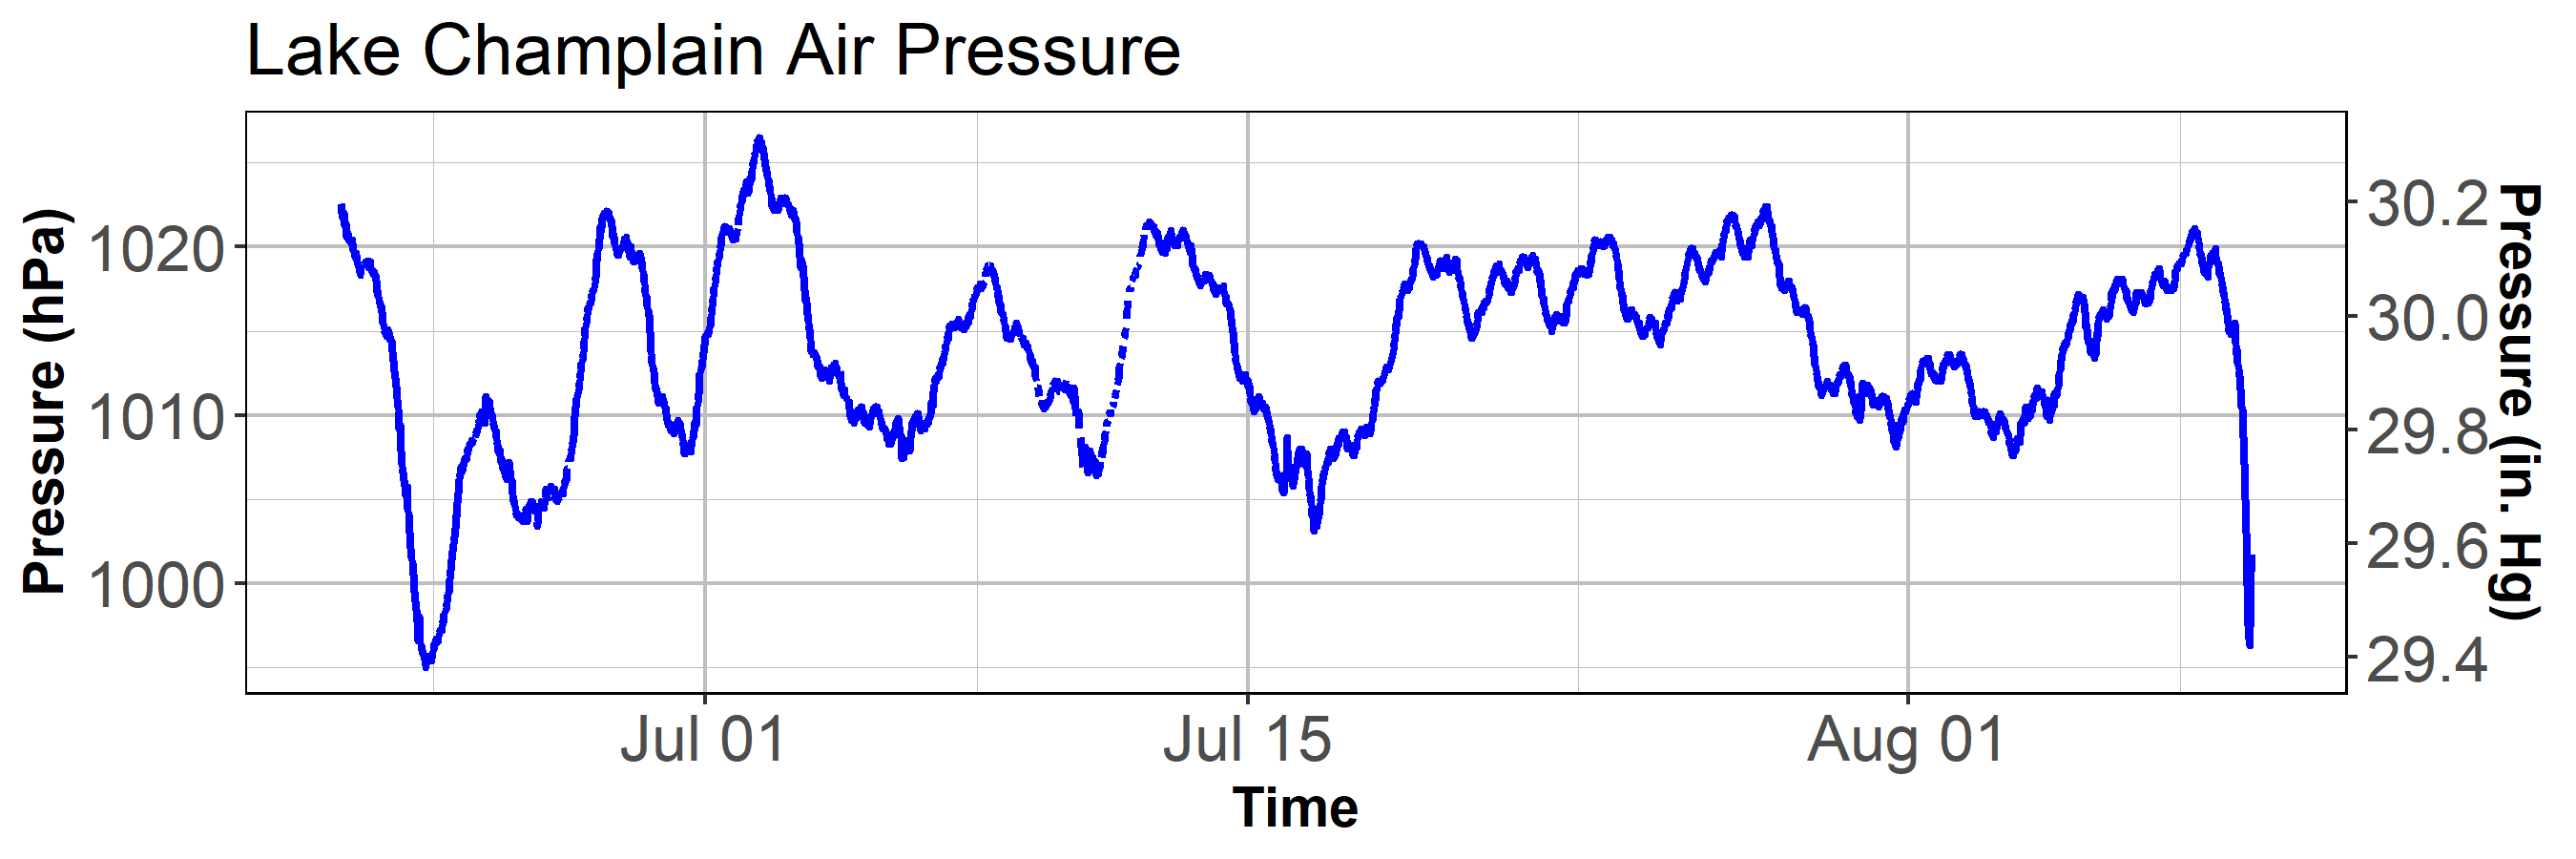 Lake Champlain Air Pressure
Pressure (hPa)
1020
1010
1000
30.2
30.0
29.8
29.6
29.4
Pressure (in. Hg)
Jul 01
Jul 15
Aug 01
Time